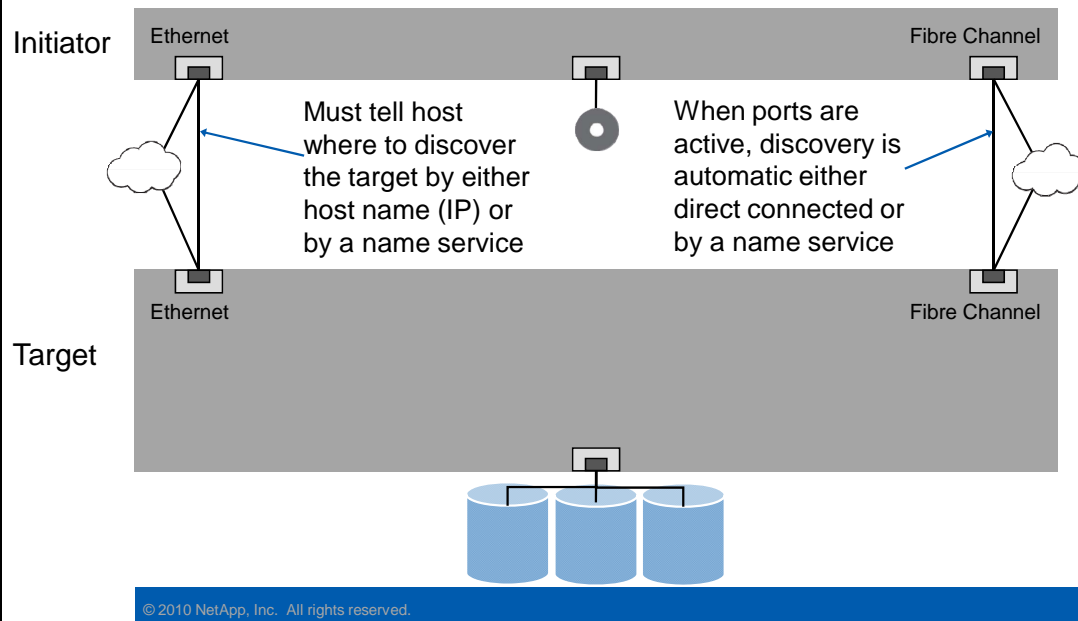 Initiator
Ethernet
Fibre Channel
Must tell host
where to discover
the target by either
host name (IP) or
by a name service
When ports are
active, discovery is
automatic either
direct connected or
by a name service
Ethernet
Fibre Channel
Target
© 2010 NetApp, Inc. All rights reserved.